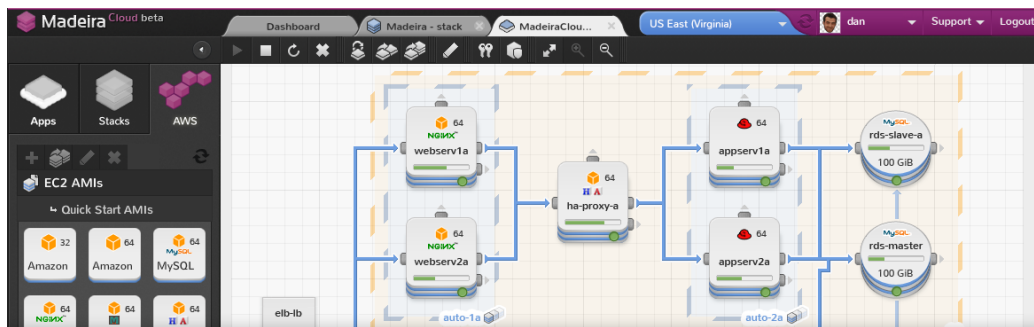 Madeira Cloud beta
Dashboard
Madeira - stack
MadeiraClou...
US East (Virginia)
dan
Support
Logout
Apps
Stacks
AWS
EC2 AMIs
Quick Start AMIs
32
Amazon
64
Amazon
64
MySQL
MySQL
64
NGINX
64
64
HA
elb-lb
64
NGINX
webserv1a
64
NGINX
webserv2a
auto-1a
64
HA
ha-proxy-a
64
appserv1a
64
appserv2a
auto-2a
MySQL
rds-slave-a
100 GiB
MySQL
rds-master
100 GiB